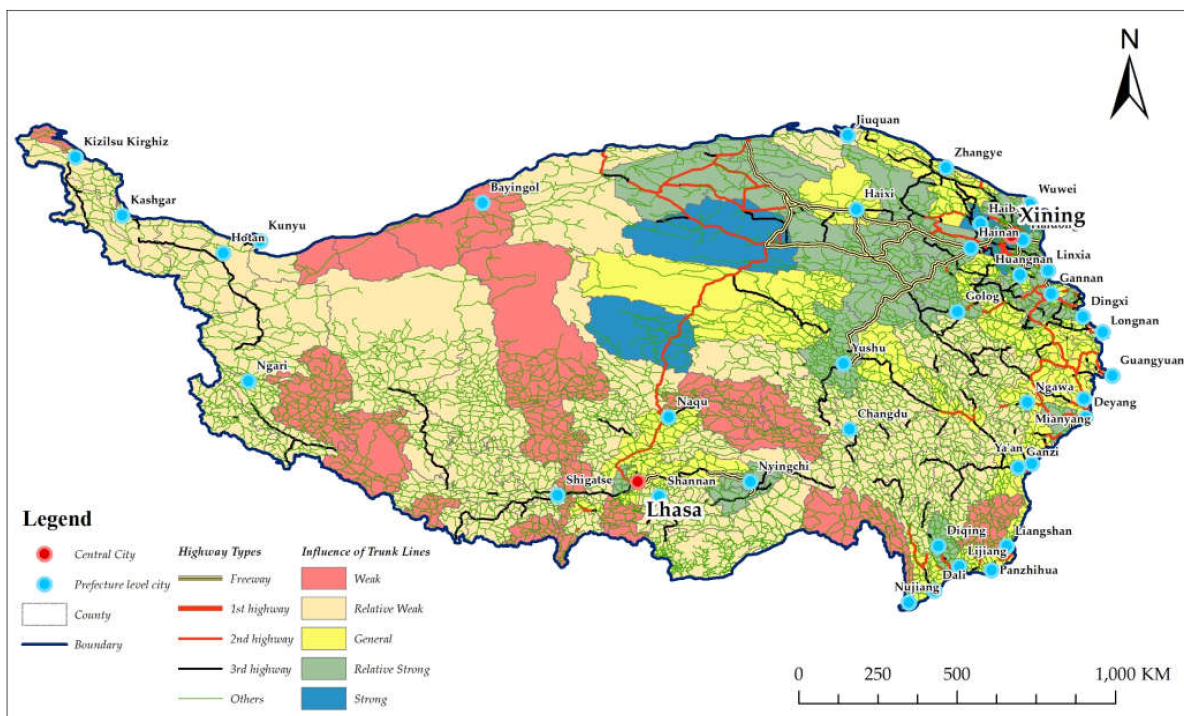 N
Kizilsu Kirghiz
Jiuquan
Zhangye
Kashgar
Bayingol
Haixi
Wuwei
Haib
Xining
Kunyu
Hotan
Hainan
Linxia
Huangnan
Gannan
Golog
Dingxi
Longnan
Yushu
Guangyuan
Ngari
Ngawa
Deyang
Naqu
Mianyang
Changdu
Ya'an
Ganzi
Shigatse
Shannan
Nyingchi
Lhasa
Diqing
Liangshan
Lijiang
Dali
Panzhihua
Nujiang
Legend
Central City
Prefecture level city
County
Boundary
Highway Types
Freeway
1st highway
2nd highway
3rd highway
Others
Influence of Trunk Lines
Weak
Relative Weak
General
Relative Strong
Strong
0 250 500 1,000 KM